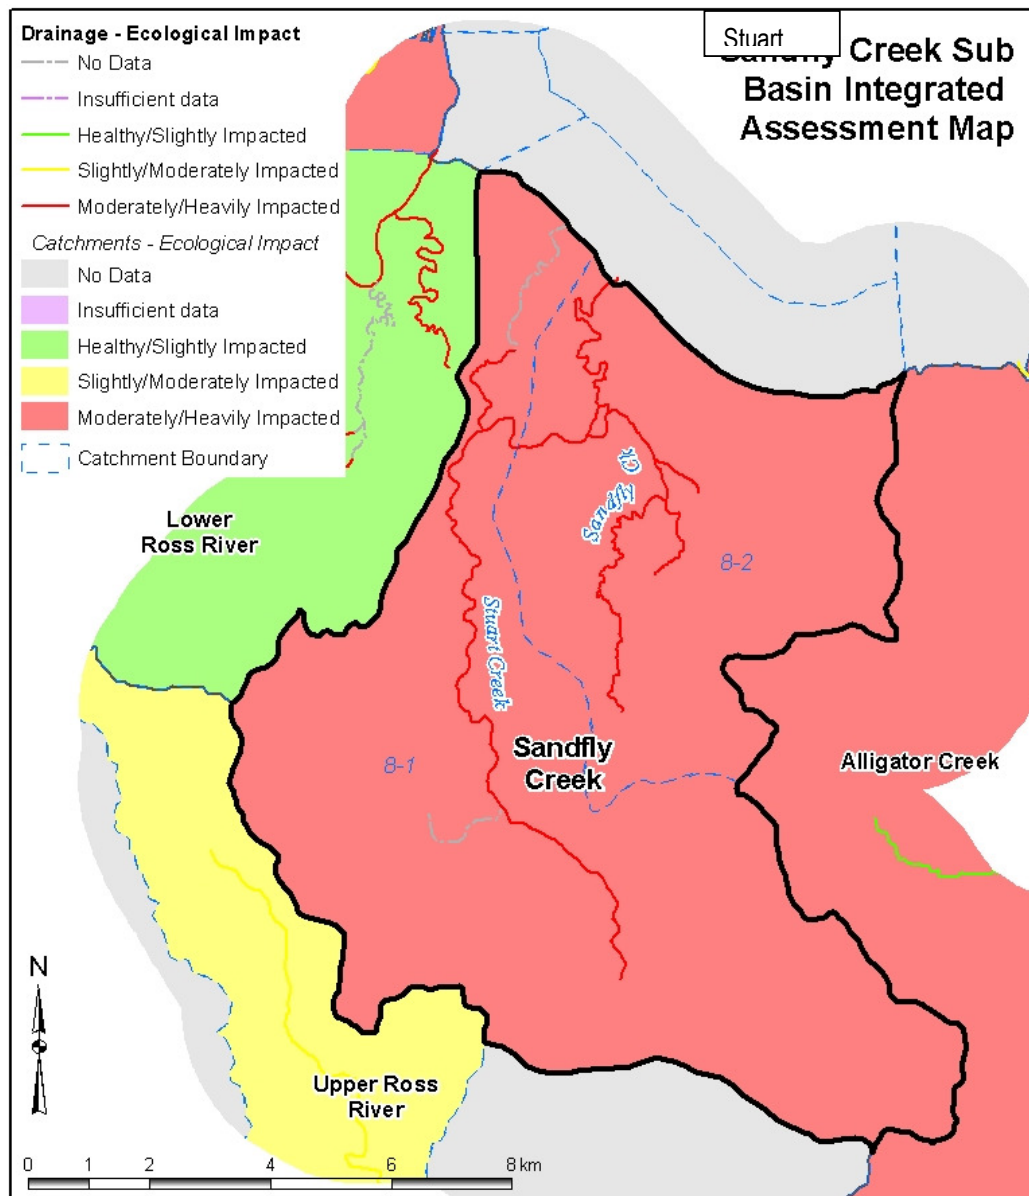 Drainage - Ecological Impact
No Data
Insufficient data
Healthy/Slightly Impacted
Slightly/Moderately Impacted
Moderately/Heavily Impacted
Catchments - Ecological Impact
No Data
Insufficient data
Healthy/Slightly Impacted
Slightly/Moderately Impacted
Moderately/Heavily Impacted
Catchment Boundary
Stuart
Sandfly Creek Sub
Basin Integrated
Assessment Map
Lower
Ross River
Sandfly
Ck
8-2
Stuart Creek
8-1
Sandfly
Creek
Alligator Creek
Upper Ross
River
N
0 1 2 4 6 8 km